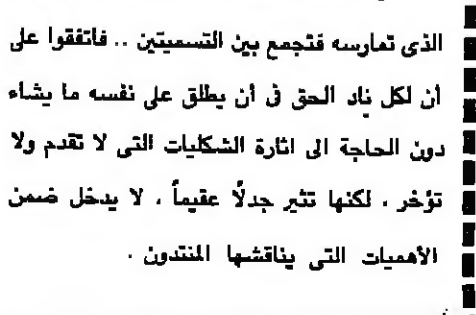 الذى تمارسه فتجمع بين التسميتين .. فاتفقوا على
أن لكل ناد الحق فى أن يطلق على نفسه ما يشاء
دون الحاجة الى اثارة الشكليات التى لا تقدم ولا
تؤخر ، لكنها تثير جدلًا عقيماً ، لا يدخل ضمن
الأهميات التى يناقشها المنتدون .